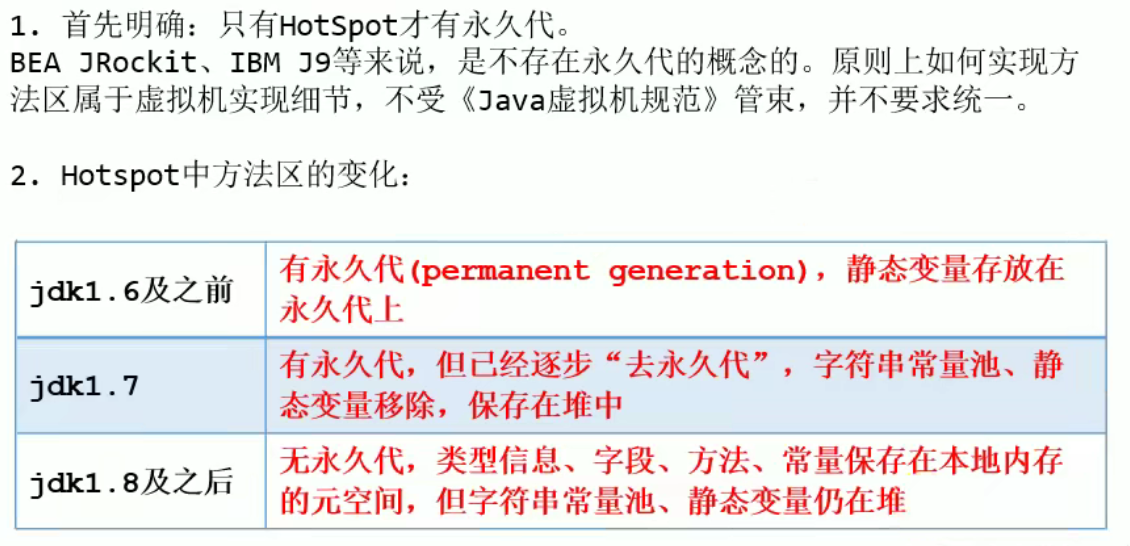 1. 首先明确：只有HotSpot才有永久代。
BEA JRockit、IBM J9等来说，是不存在永久代的概念的。原则上如何实现方
法区属于虚拟机实现细节，不受《Java虚拟机规范》管束，并不要求统一。
2. Hotspot中方法区的变化：
jdk1.6及之前
有永久代(permanent generation)，静态变量存放在
永久代上
jdk1.7
有永久代，但已经逐步“去永久代”，字符串常量池、静
态变量移除，保存在堆中
jdk1.8及之后
无永久代，类型信息、字段、方法、常量保存在本地内存
的元空间，但字符串常量池、静态变量仍在堆